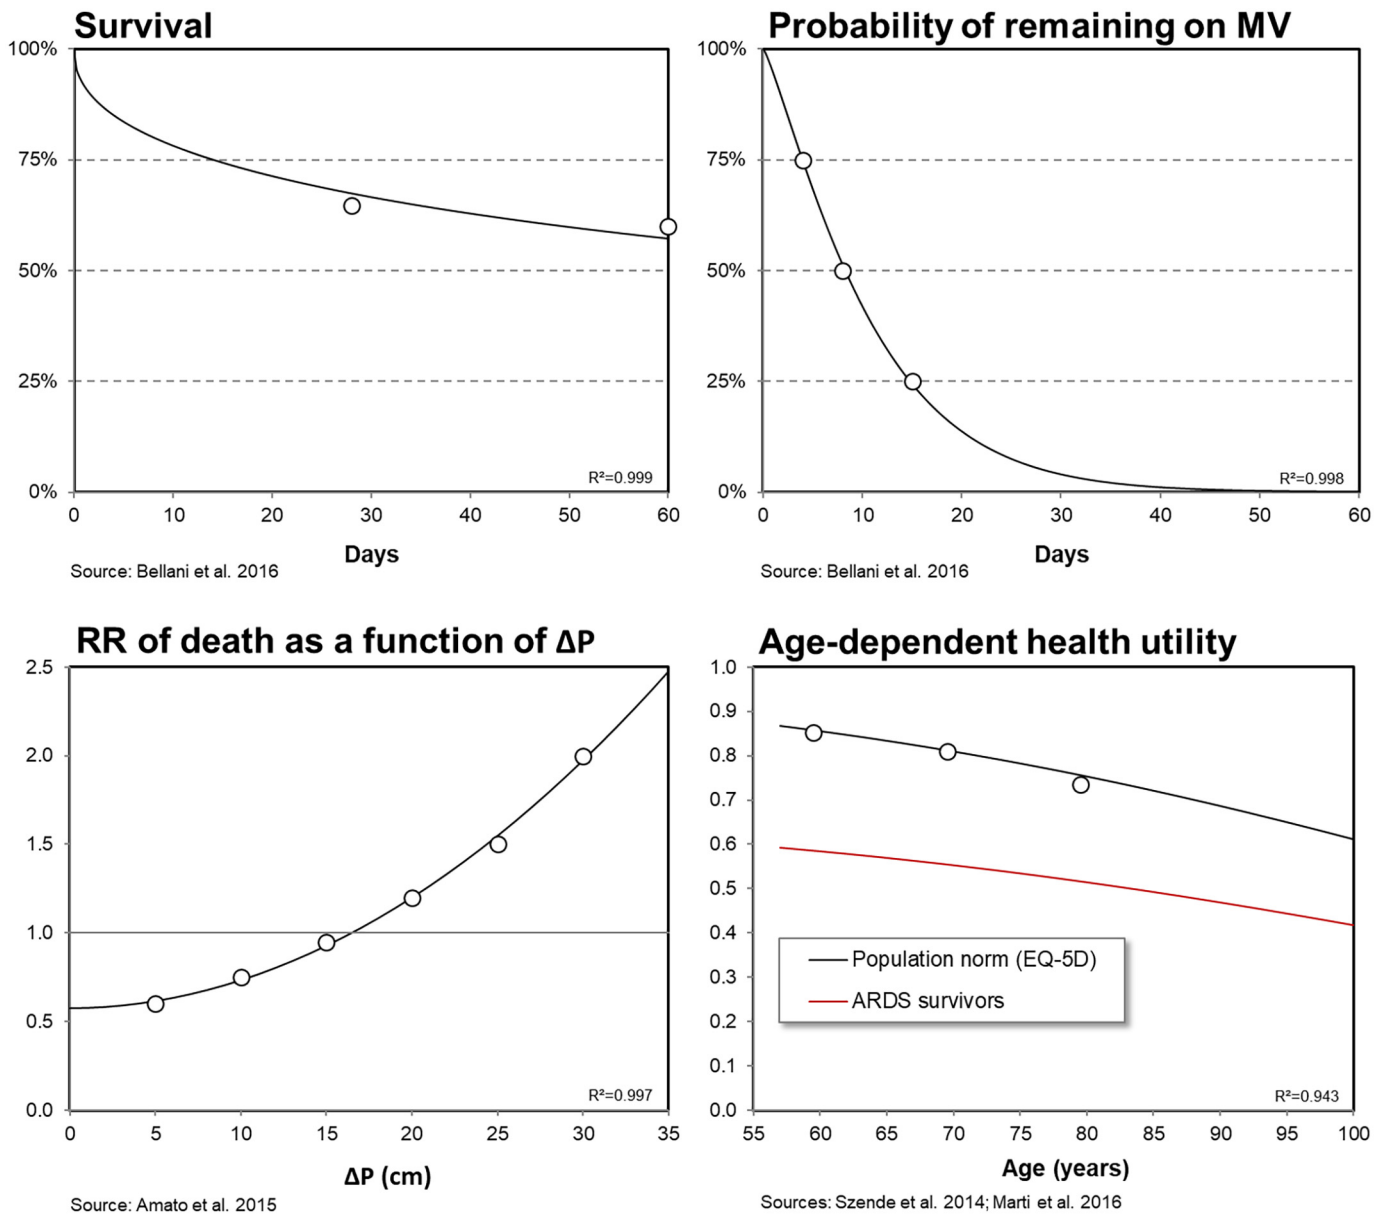 Survival
100%
75%
50%
25%
0%
R²=0.999
0 10 20 30 40 50 60
Days
Source: Bellani et al. 2016
Probability of remaining on MV
100%
75%
50%
25%
0%
R²=0.998
0 10 20 30 40 50 60
Days
Source: Bellani et al. 2016
RR of death as a function of ΔP
2.5
2.0
1.5
1.0
0.5
0.0
R²=0.997
0 5 10 15 20 25 30 35
ΔP (cm)
Source: Amato et al. 2015
Age-dependent health utility
1.0
0.9
0.8
0.7
0.6
0.5
0.4
0.3
0.2
0.1
0.0
Population norm (EQ-5D)
ARDS survivors
R²=0.943
55 60 65 70 75 80 85 90 95 100
Age (years)
Sources: Szende et al. 2014; Marti et al. 2016